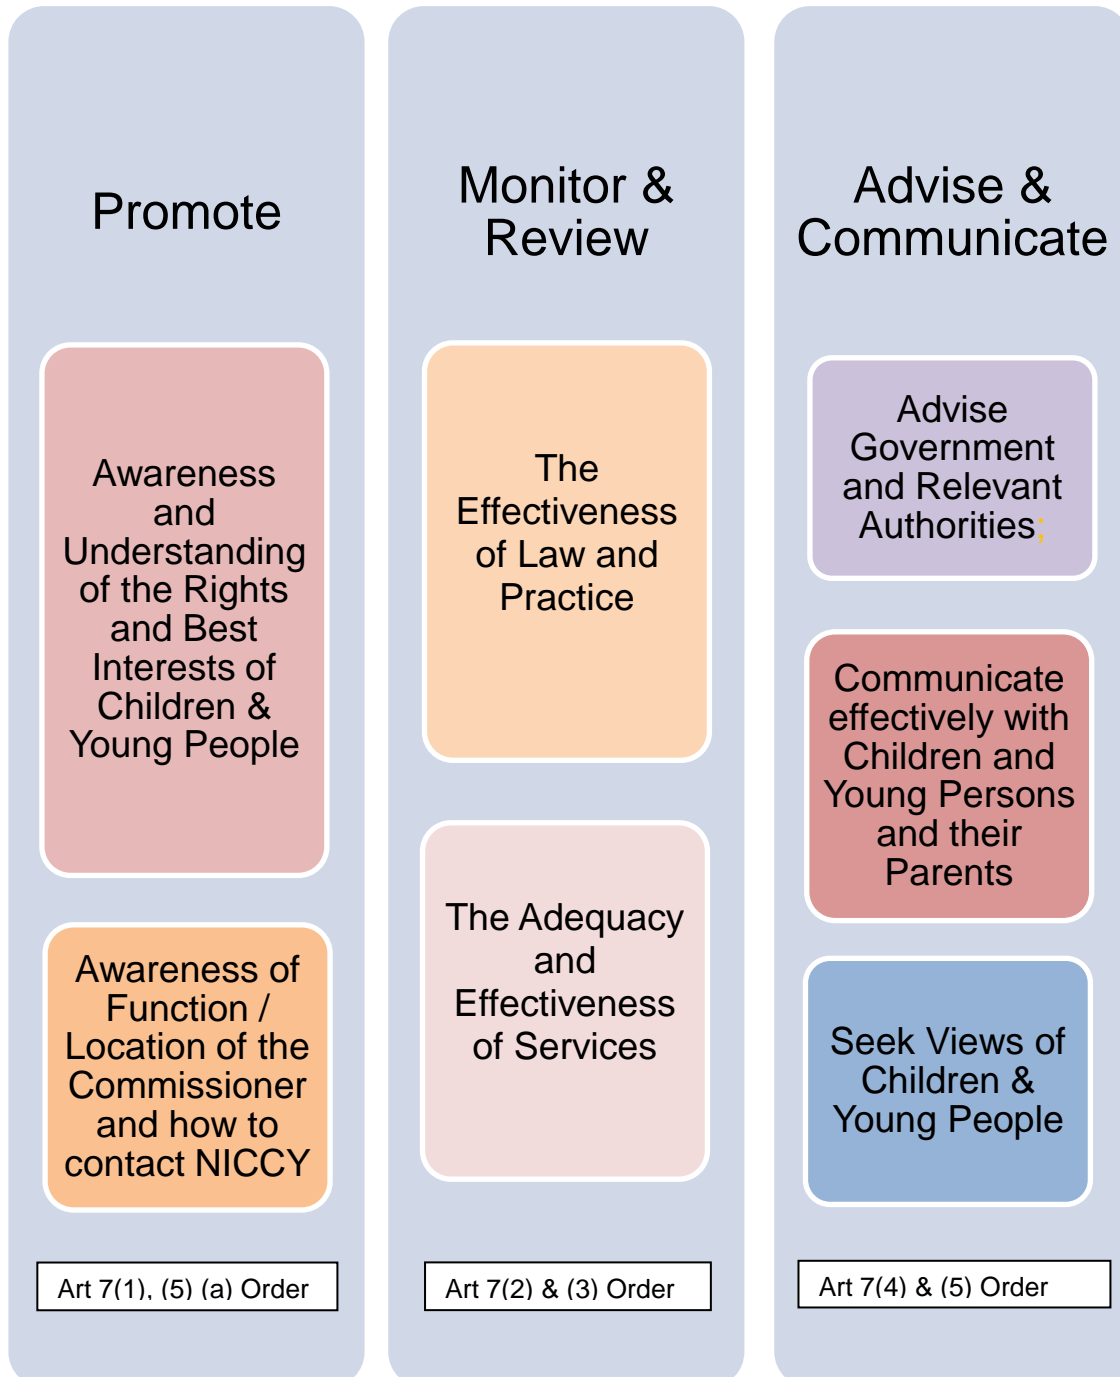 Promote
Awareness
and
Understanding
of the Rights
and Best
Interests of
Children &
Young People
Awareness of
Function /
Location of the
Commissioner
and how to
contact NICCY
Art 7(1), (5) (a) Order
Monitor &
Review
The
Effectiveness
of Law and
Practice
The Adequacy
and
Effectiveness
of Services
Art 7(2) & (3) Order
Advise &
Communicate
Advise
Government
and Relevant
Authorities;
Communicate
effectively with
Children and
Young Persons
and their
Parents
Seek Views of
Children &
Young People
Art 7(4) & (5) Order